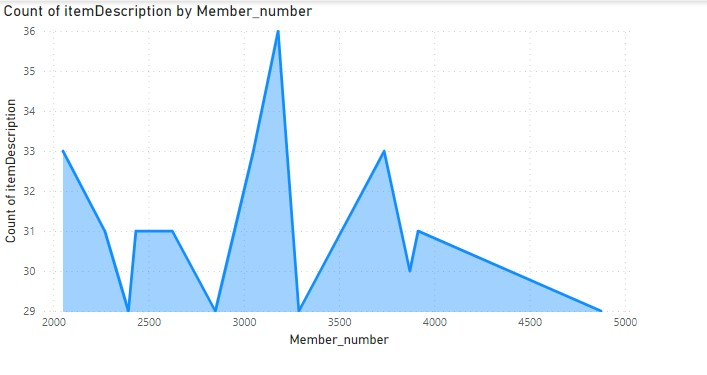 Count of itemDescription by Member_number
36
35
34
33
32
31
30
29
Count of itemDescription
2000 2500 3000 3500 4000 4500 5000
Member_number